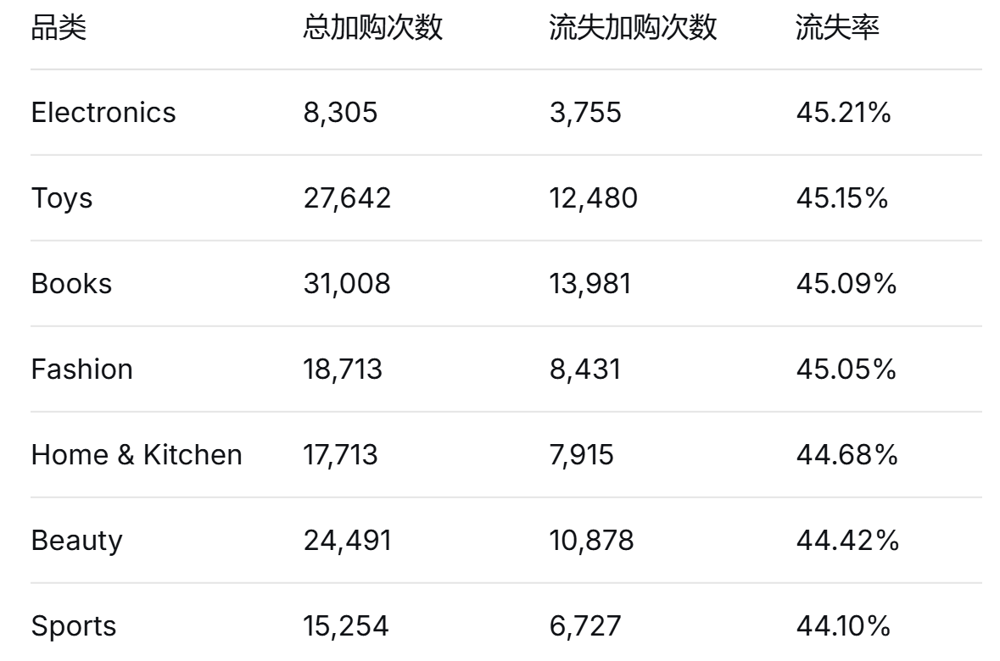 品类 总加购次数 流失加购次数 流失率
Electronics 8,305 3,755 45.21%
Toys 27,642 12,480 45.15%
Books 31,008 13,981 45.09%
Fashion 18,713 8,431 45.05%
Home & Kitchen 17,713 7,915 44.68%
Beauty 24,491 10,878 44.42%
Sports 15,254 6,727 44.10%